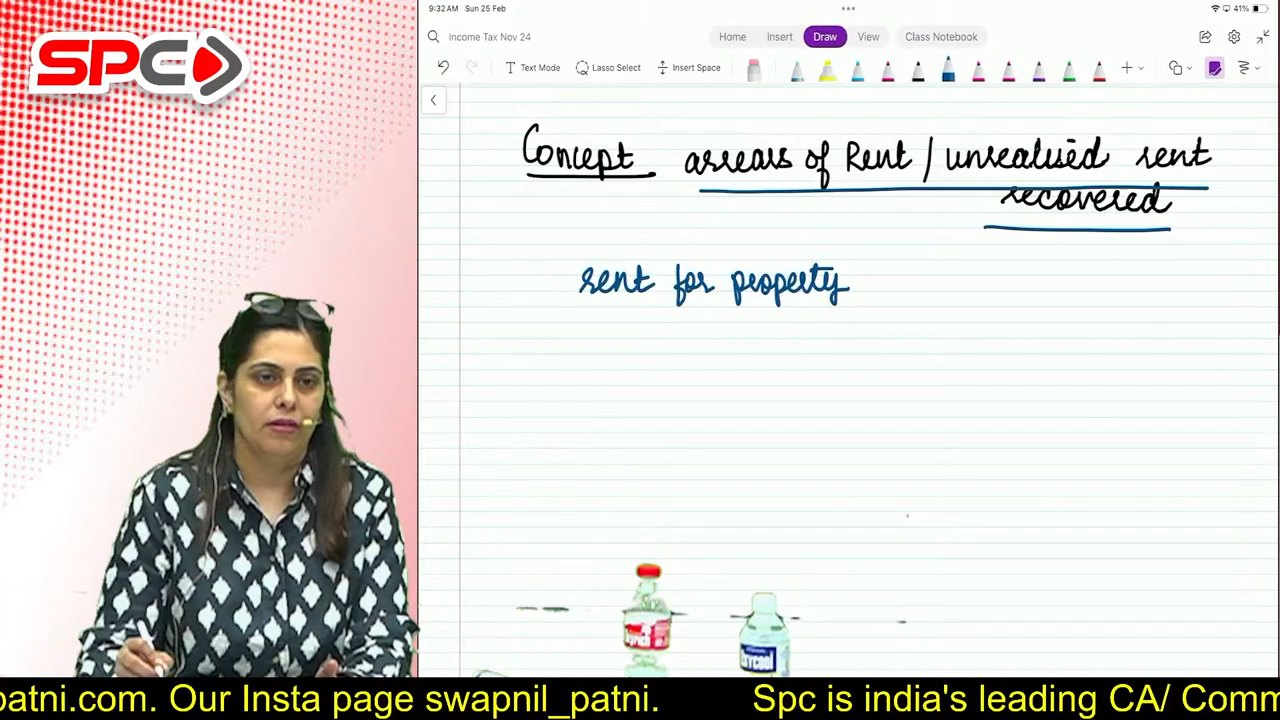 SPC
9:32 AM Sun 25 Feb
41%
Income Tax Nov 24
Home Insert Draw View Class Notebook
Text Mode Lasso Select Insert Space
Concept arrears of Rent / unrealised rent
recovered
rent for property
Oxyrich
Oxycool
patni.com. Our Insta page swapnil_patni. Spc is india's leading CA/ Comm